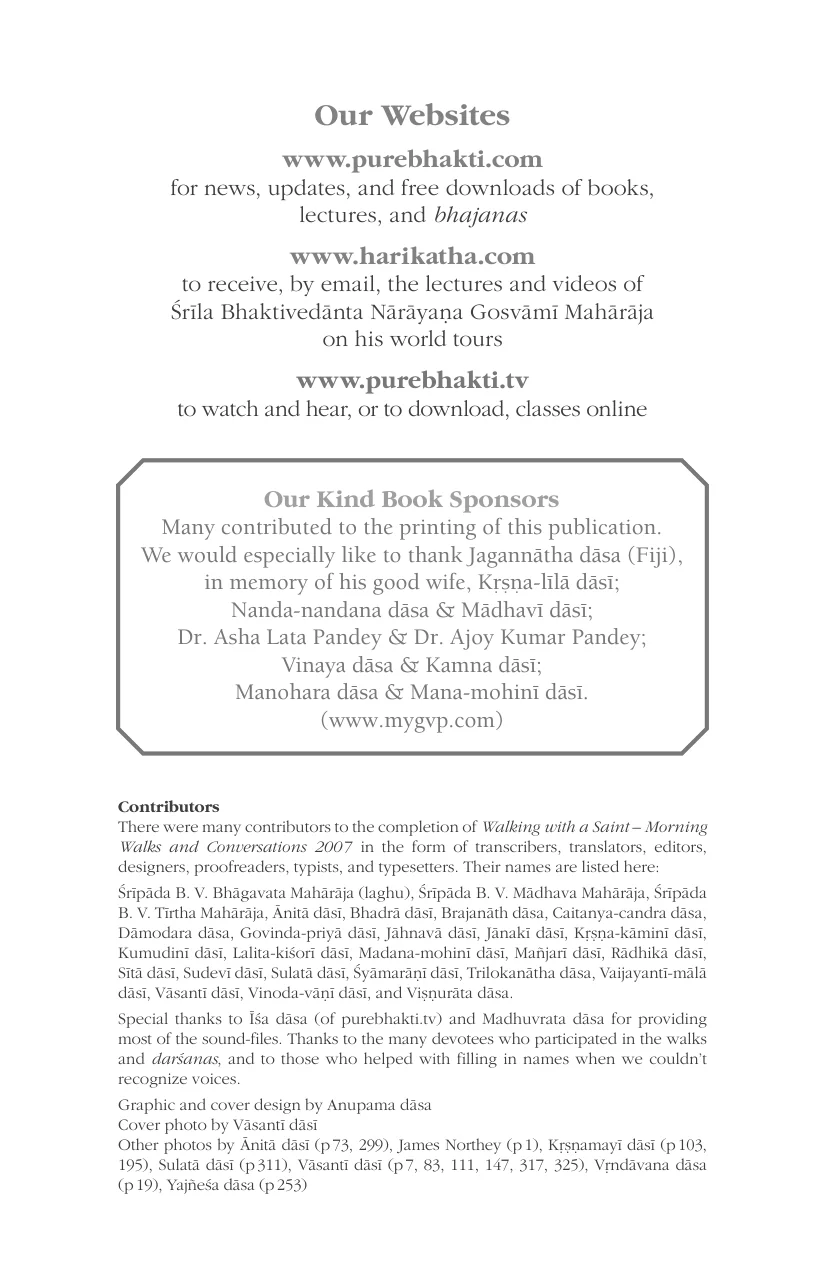 Our Websites
www.purebhakti.com
for news, updates, and free downloads of books,
lectures, and bhajanas
www.harikatha.com
to receive, by email, the lectures and videos of
Śrīla Bhaktivedānta Nārāyaṇa Gosvāmī Mahārāja
on his world tours
www.purebhakti.tv
to watch and hear, or to download, classes online
Our Kind Book Sponsors
Many contributed to the printing of this publication.
We would especially like to thank Jagannātha dāsa (Fiji),
in memory of his good wife, Kṛṣṇa-līlā dāsī;
Nanda-nandana dāsa & Mādhavī dāsī;
Dr. Asha Lata Pandey & Dr. Ajoy Kumar Pandey;
Vinaya dāsa & Kamna dāsī;
Manohara dāsa & Mana-mohinī dāsī.
(www.mygvp.com)
Contributors
There were many contributors to the completion of Walking with a Saint – Morning
Walks and Conversations 2007 in the form of transcribers, translators, editors,
designers, proofreaders, typists, and typesetters. Their names are listed here:
Śrīpāda B. V. Bhāgavata Mahārāja (laghu), Śrīpāda B. V. Mādhava Mahārāja, Śrīpāda
B. V. Tīrtha Mahārāja, Ānitā dāsī, Bhadrā dāsī, Brajanāth dāsa, Caitanya-candra dāsa,
Dāmodara dāsa, Govinda-priyā dāsī, Jāhnavā dāsī, Jānakī dāsī, Kṛṣṇa-kāminī dāsī,
Kumudinī dāsī, Lalita-kiśorī dāsī, Madana-mohinī dāsī, Mañjarī dāsī, Rādhikā dāsī,
Sītā dāsī, Sudevī dāsī, Sulatā dāsī, Śyāmarāṇī dāsī, Trilokanātha dāsa, Vaijayantī-mālā
dāsī, Vāsantī dāsī, Vinoda-vāṇī dāsī, and Viṣṇurāta dāsa.
Special thanks to Īśa dāsa (of purebhakti.tv) and Madhuvrata dāsa for providing
most of the sound-files. Thanks to the many devotees who participated in the walks
and darśanas, and to those who helped with filling in names when we couldn't
recognize voices.
Graphic and cover design by Anupama dāsa
Cover photo by Vāsantī dāsī
Other photos by Ānitā dāsī (p 73, 299), James Northey (p 1), Kṛṣṇamayī dāsī (p 103,
195), Sulatā dāsī (p 311), Vāsantī dāsī (p 7, 83, 111, 147, 317, 325), Vṛndāvana dāsa
(p 19), Yajñeśa dāsa (p 253)